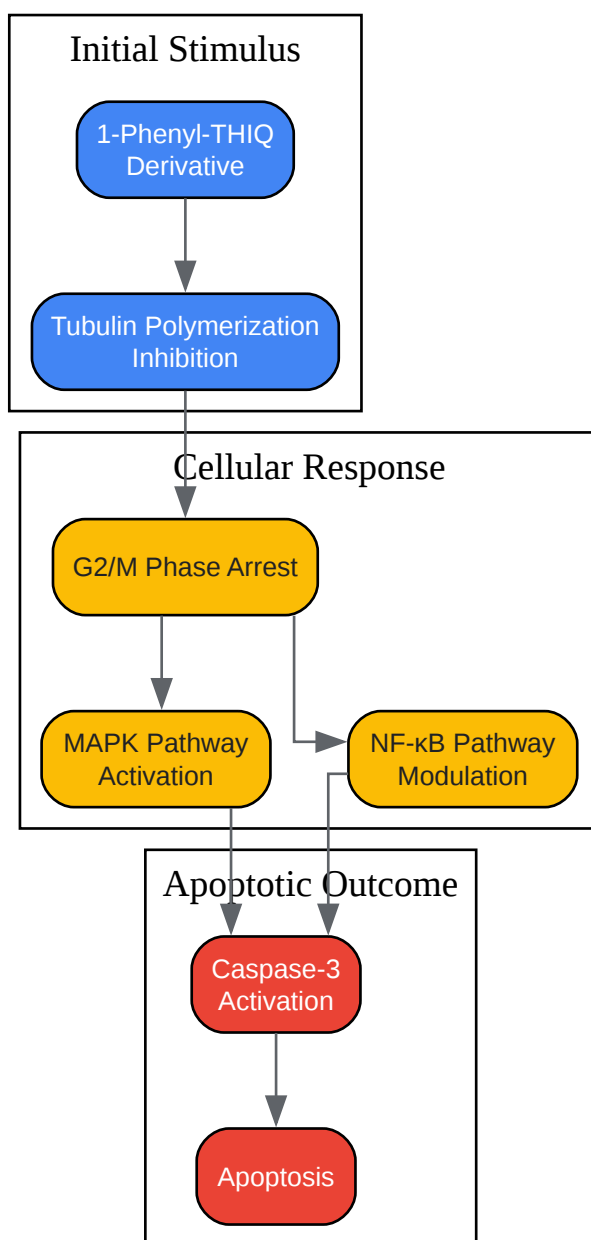 Initial Stimulus
1-Phenyl-THIQ
Derivative
Tubulin Polymerization
Inhibition
Cellular Response
G2/M Phase Arrest
MAPK Pathway
Activation
NF-κB Pathway
Modulation
Apoptotic Outcome
Caspase-3
Activation
Apoptosis